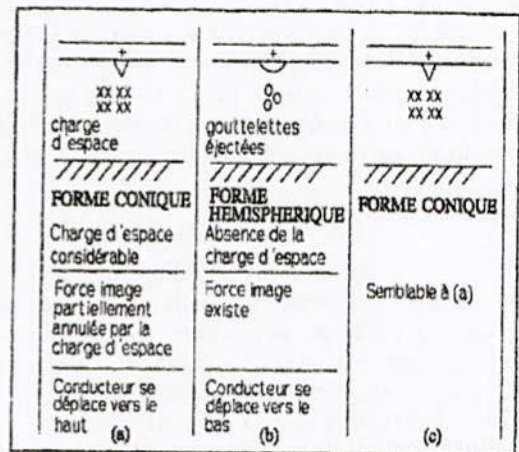 +
+
+
xx xx
xx xx
charge
d'espace
gouttelettes
éjectées
xx xx
xx xx
FORME CONIQUE
Charge d'espace
considérable
Force image
partiellement
annulée par la
charge d'espace
Conducteur se
déplace vers le
haut
(a)
FORME
HEMISPHERIQUE
Absence de la
charge d'espace
Force image
existe
Conducteur se
déplace vers le
bas
(b)
FORME CONIQUE
Semblable à (a)
(c)